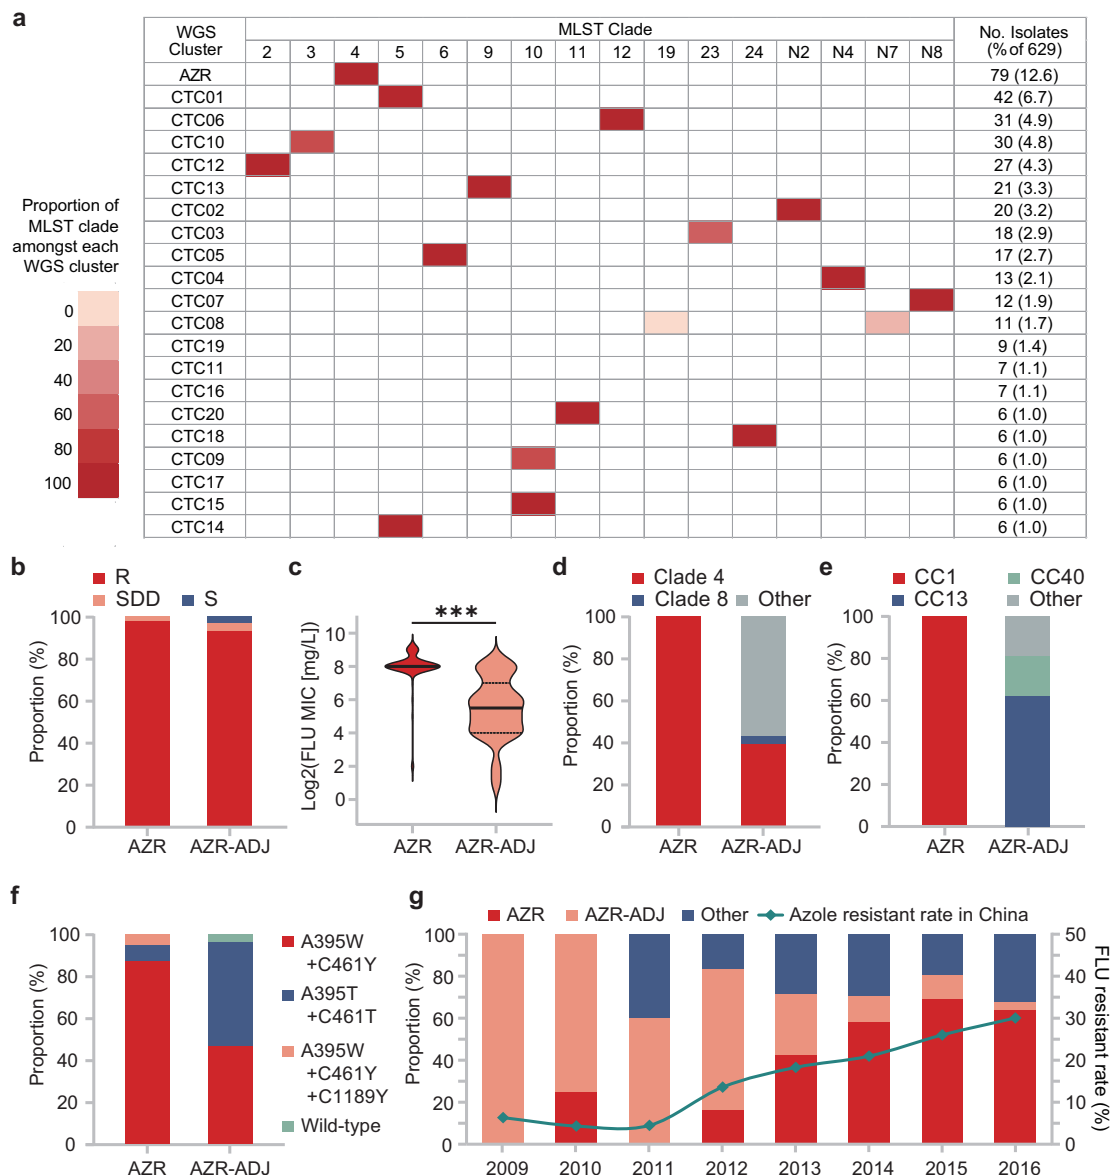 a
WGS Cluster
MLST Clade
No. Isolates (% of 629)
2 3 4 5 6 9 10 11 12 19 23 24 N2 N4 N7 N8
AZR 79 (12.6)
CTC01 42 (6.7)
CTC06 31 (4.9)
CTC10 30 (4.8)
CTC12 27 (4.3)
CTC13 21 (3.3)
CTC02 20 (3.2)
CTC03 18 (2.9)
CTC05 17 (2.7)
CTC04 13 (2.1)
CTC07 12 (1.9)
CTC08 11 (1.7)
CTC19 9 (1.4)
CTC11 7 (1.1)
CTC16 7 (1.1)
CTC20 6 (1.0)
CTC18 6 (1.0)
CTC09 6 (1.0)
CTC17 6 (1.0)
CTC15 6 (1.0)
CTC14 6 (1.0)
Proportion of
MLST clade
amongst each
WGS cluster
0
20
40
60
80
100
b
R
SDD S
Proportion (%)
100
80
60
40
20
0
AZR AZR-ADJ
c
***
Log2(FLU MIC [mg/L])
10
8
6
4
2
0
AZR AZR-ADJ
d
Clade 4
Clade 8 Other
Proportion (%)
100
80
60
40
20
0
AZR AZR-ADJ
e
CC1 CC40
CC13 Other
Proportion (%)
100
80
60
40
20
0
AZR AZR-ADJ
f
Proportion (%)
100
80
60
40
20
0
AZR AZR-ADJ
A395W
+C461Y
A395T
+C461T
A395W
+C461Y
+C1189Y
Wild-type
g
AZR AZR-ADJ Other Azole resistant rate in China
Proportion (%)
100
80
60
40
20
0
50
40
30
20
10
0
FLU resistant rate (%)
2009 2010 2011 2012 2013 2014 2015 2016